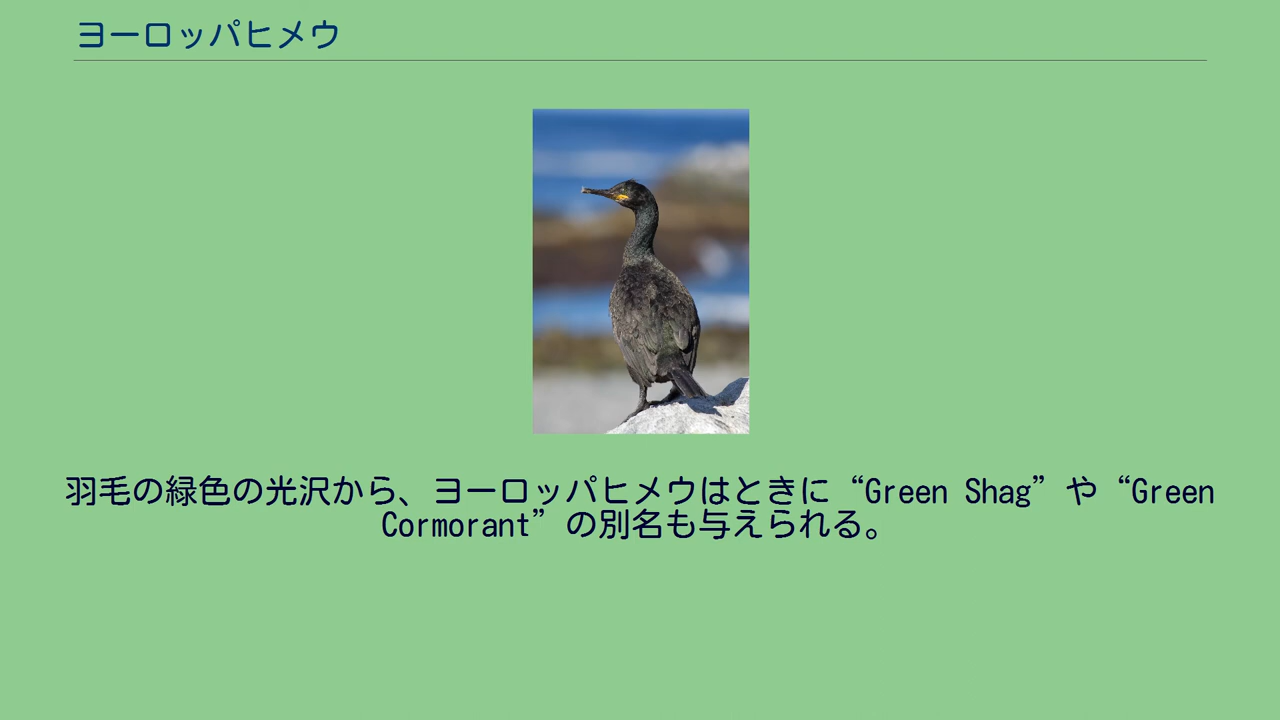 ヨーロッパヒメウ
羽毛の緑色の光沢から、ヨーロッパヒメウはときに“Green Shag”や“Green
Cormorant”の別名も与えられる。